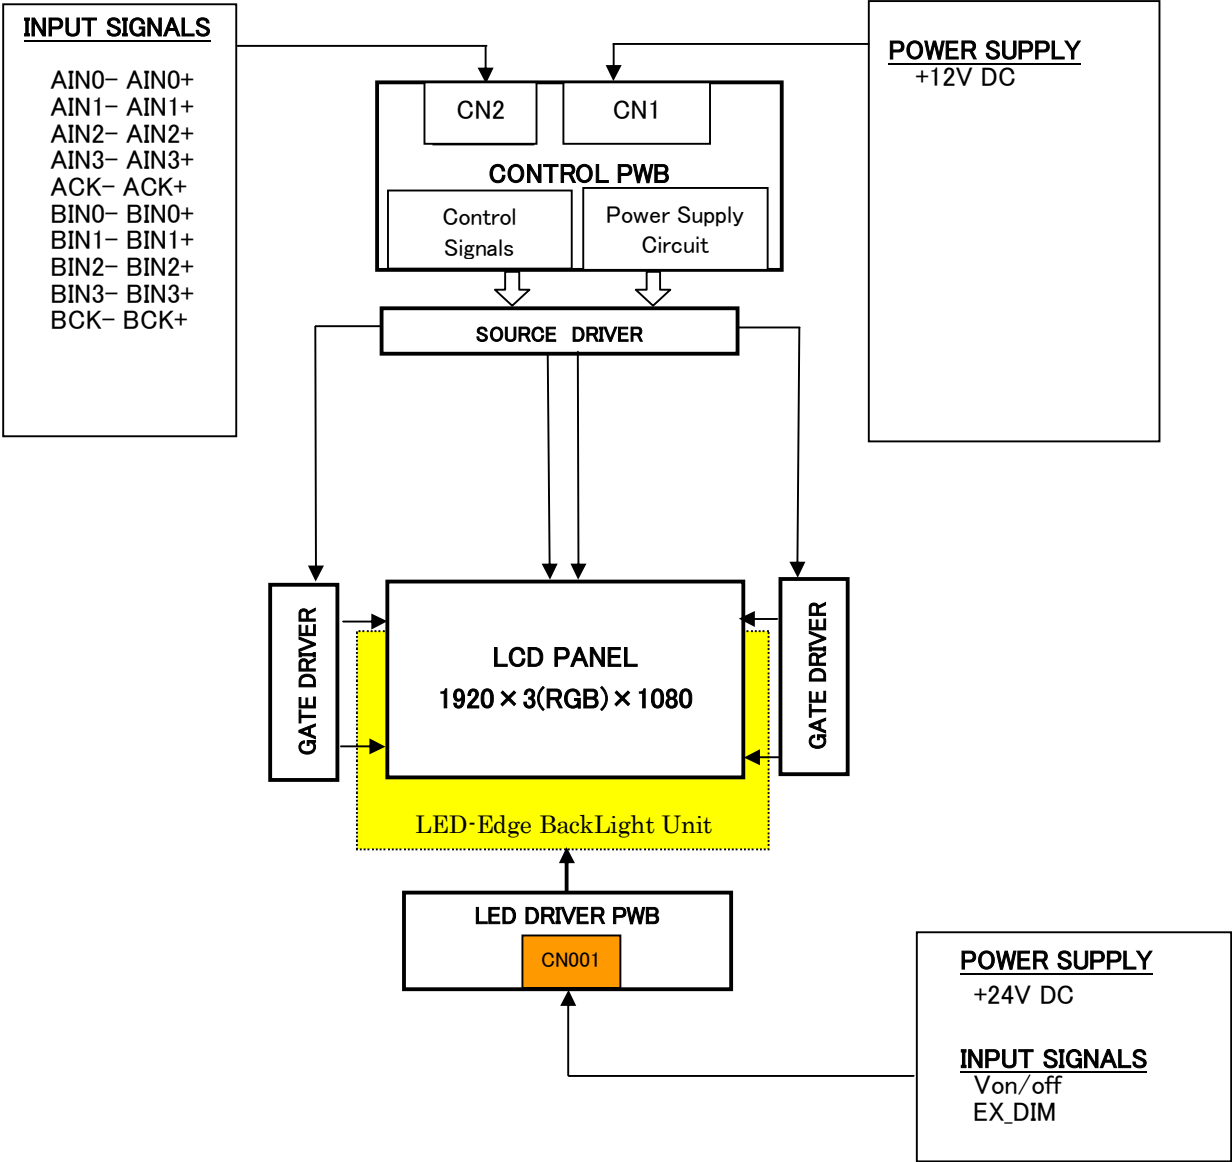 INPUT SIGNALS
AIN0- AIN0+
AIN1- AIN1+
AIN2- AIN2+
AIN3- AIN3+
ACK- ACK+
BIN0- BIN0+
BIN1- BIN1+
BIN2- BIN2+
BIN3- BIN3+
BCK- BCK+
POWER SUPPLY
+12V DC
CN2
CN1
CONTROL PWB
Control
Signals
Power Supply
Circuit
SOURCE DRIVER
GATE DRIVER
LCD PANEL
1920×3(RGB)×1080
GATE DRIVER
LED-Edge BackLight Unit
LED DRIVER PWB
CN001
POWER SUPPLY
+24V DC
INPUT SIGNALS
Von/off
EX_DIM